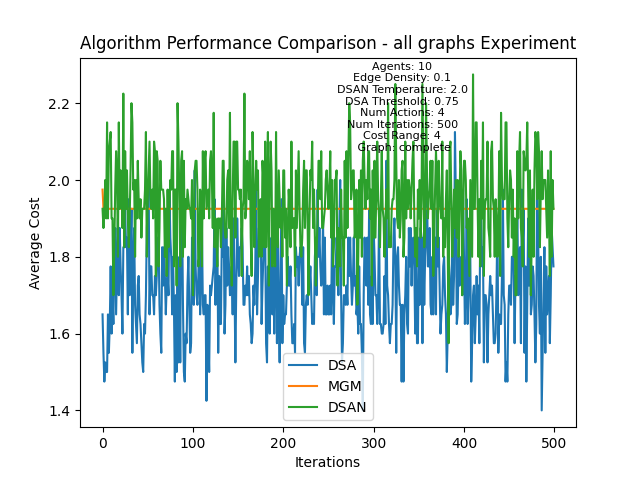 Algorithm Performance Comparison - all graphs Experiment
Agents: 10
Edge Density: 0.1
DSAN Temperature: 2.0
DSA Threshold: 0.75
Num Actions: 4
Num Iterations: 500
Cost Range: 4
Graph: complete
Average Cost
2.2
2.0
1.8
1.6
1.4
DSA
MGM
DSAN
0
100
200
300
400
500
Iterations